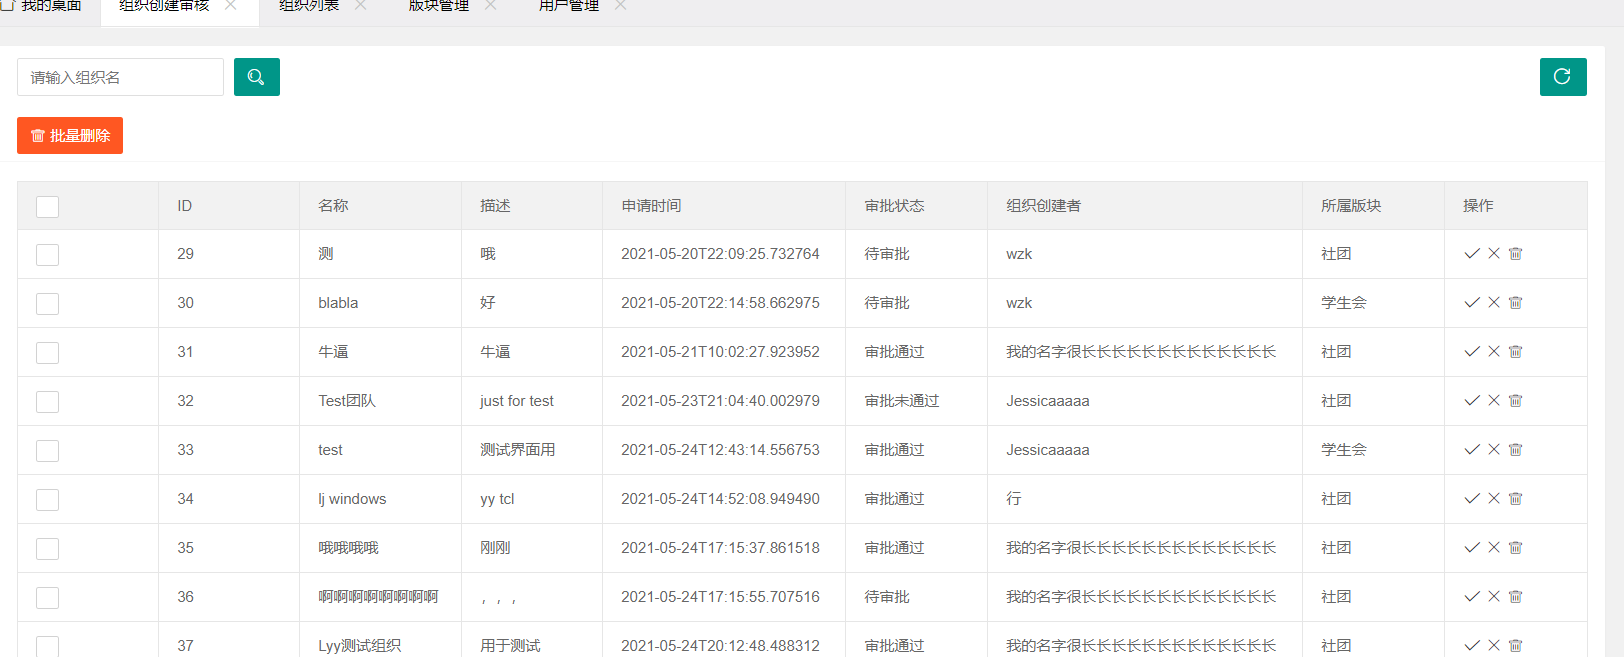 我的桌面 组织创建审核 组织列表 版块管理 用户管理
请输入组织名
批量删除
ID 名称 描述 申请时间 审批状态 组织创建者 所属版块 操作
29 测 哦 2021-05-20T22:09:25.732764 待审批 wzk 社团
30 blabla 好 2021-05-20T22:14:58.662975 待审批 wzk 学生会
31 牛逼 牛逼 2021-05-21T10:02:27.923952 审批通过 我的名字很长长长长长长长长长长长长长 社团
32 Test团队 just for test 2021-05-23T21:04:40.002979 审批未通过 Jessicaaaaa 社团
33 test 测试界面用 2021-05-24T12:43:14.556753 审批通过 Jessicaaaaa 学生会
34 lj windows yy tcl 2021-05-24T14:52:08.949490 审批通过 行 社团
35 哦哦哦哦 刚刚 2021-05-24T17:15:37.861518 审批通过 我的名字很长长长长长长长长长长长长长 社团
36 啊啊啊啊啊啊啊啊 ，，， 2021-05-24T17:15:55.707516 待审批 我的名字很长长长长长长长长长长长长长 社团
37 Lyy测试组织 用于测试 2021-05-24T20:12:48.488312 审批通过 我的名字很长长长长长长长长长长长长长 社团